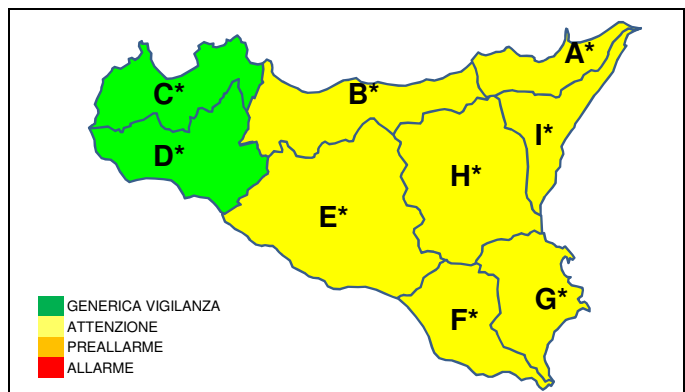 A*
C*
B*
I*
D*
H*
E*
G*
F*
GENERICA VIGILANZA
ATTENZIONE
PREALLARME
ALLARME